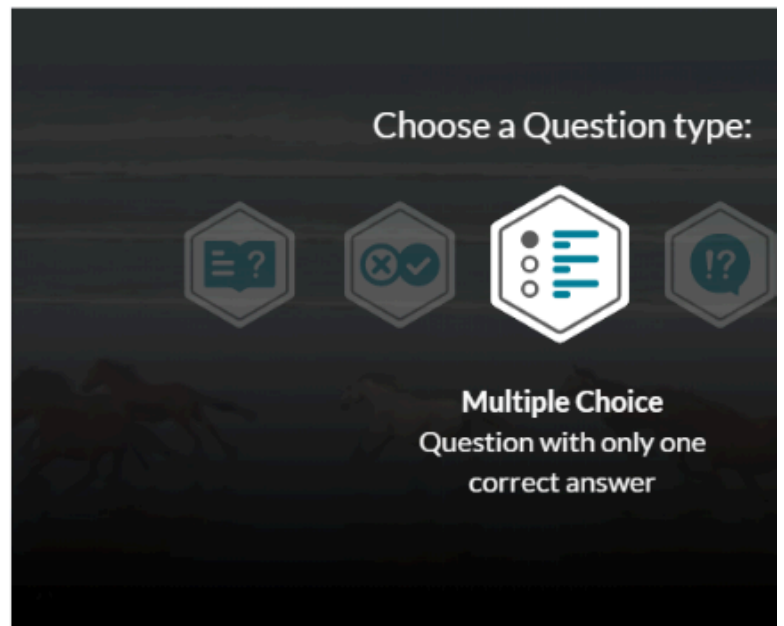 Choose a Question type:
?
!?
Multiple Choice
Question with only one
correct answer